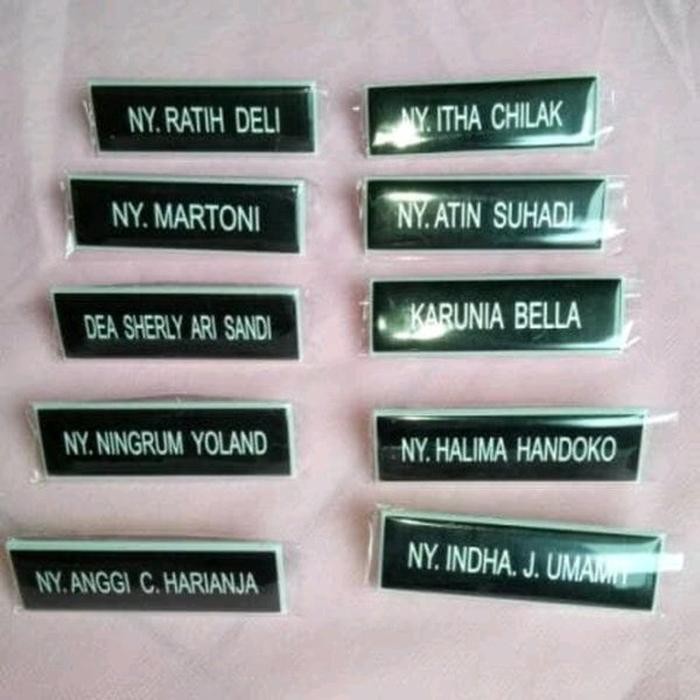 NY. RATIH DELI
NY. ITHA CHILAK
NY. MARTONI
NY. ATIN SUHADI
DEA SHERLY ARI SANDI
KARUNIA BELLA
NY. NINGRUM YOLAND
NY. HALIMA HANDOKO
NY. ANGGI C. HARIANJA
NY. INDHA. J.